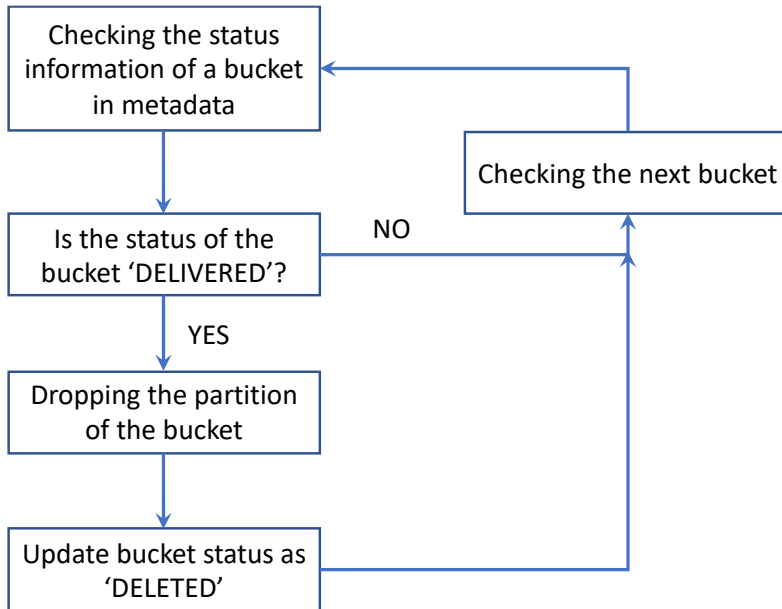 Checking the status
information of a bucket
in metadata
Checking the next bucket
Is the status of the
bucket ‘DELIVERED’?
NO
YES
Dropping the partition
of the bucket
Update bucket status as
‘DELETED’